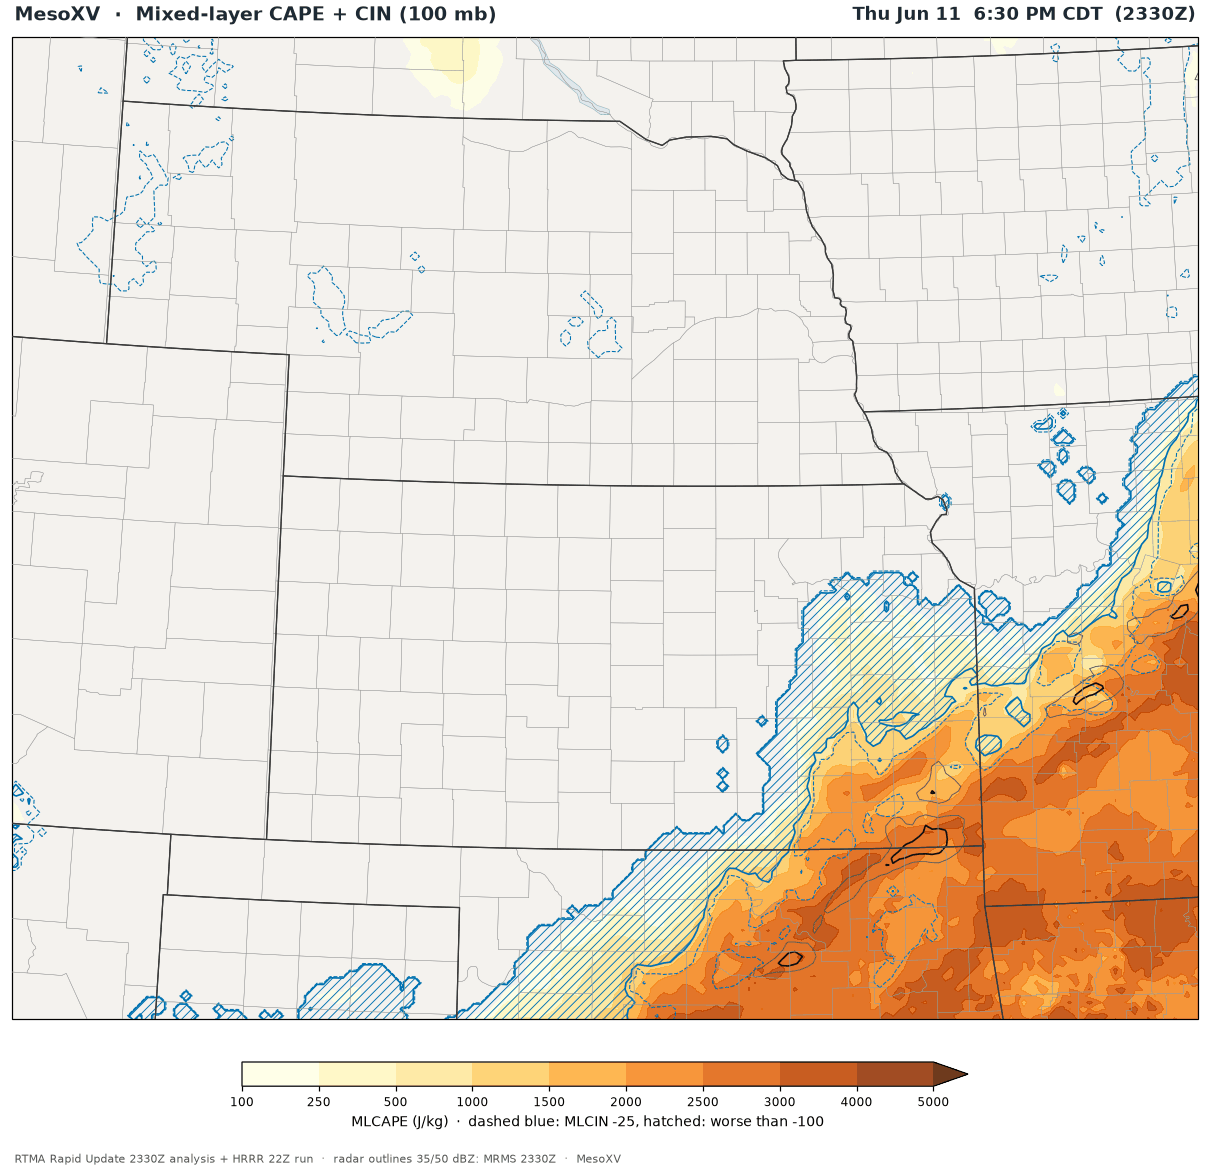 MesoXV · Mixed-layer CAPE + CIN (100 mb)
Thu Jun 11 6:30 PM CDT (2330Z)
100 250 500 1000 1500 2000 2500 3000 4000 5000
MLCAPE (J/kg) · dashed blue: MLCIN -25, hatched: worse than -100
RTMA Rapid Update 2330Z analysis + HRRR 22Z run · radar outlines 35/50 dBZ: MRMS 2330Z · MesoXV